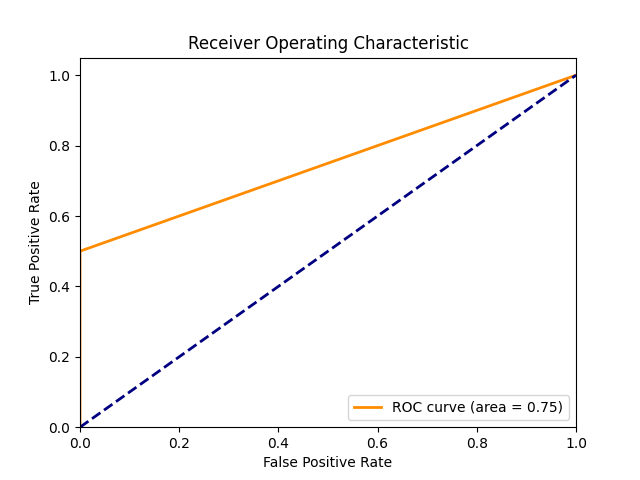 Receiver Operating Characteristic
True Positive Rate
1.0
0.8
0.6
0.4
0.2
0.0
ROC curve (area = 0.75)
0.0 0.2 0.4 0.6 0.8 1.0
False Positive Rate